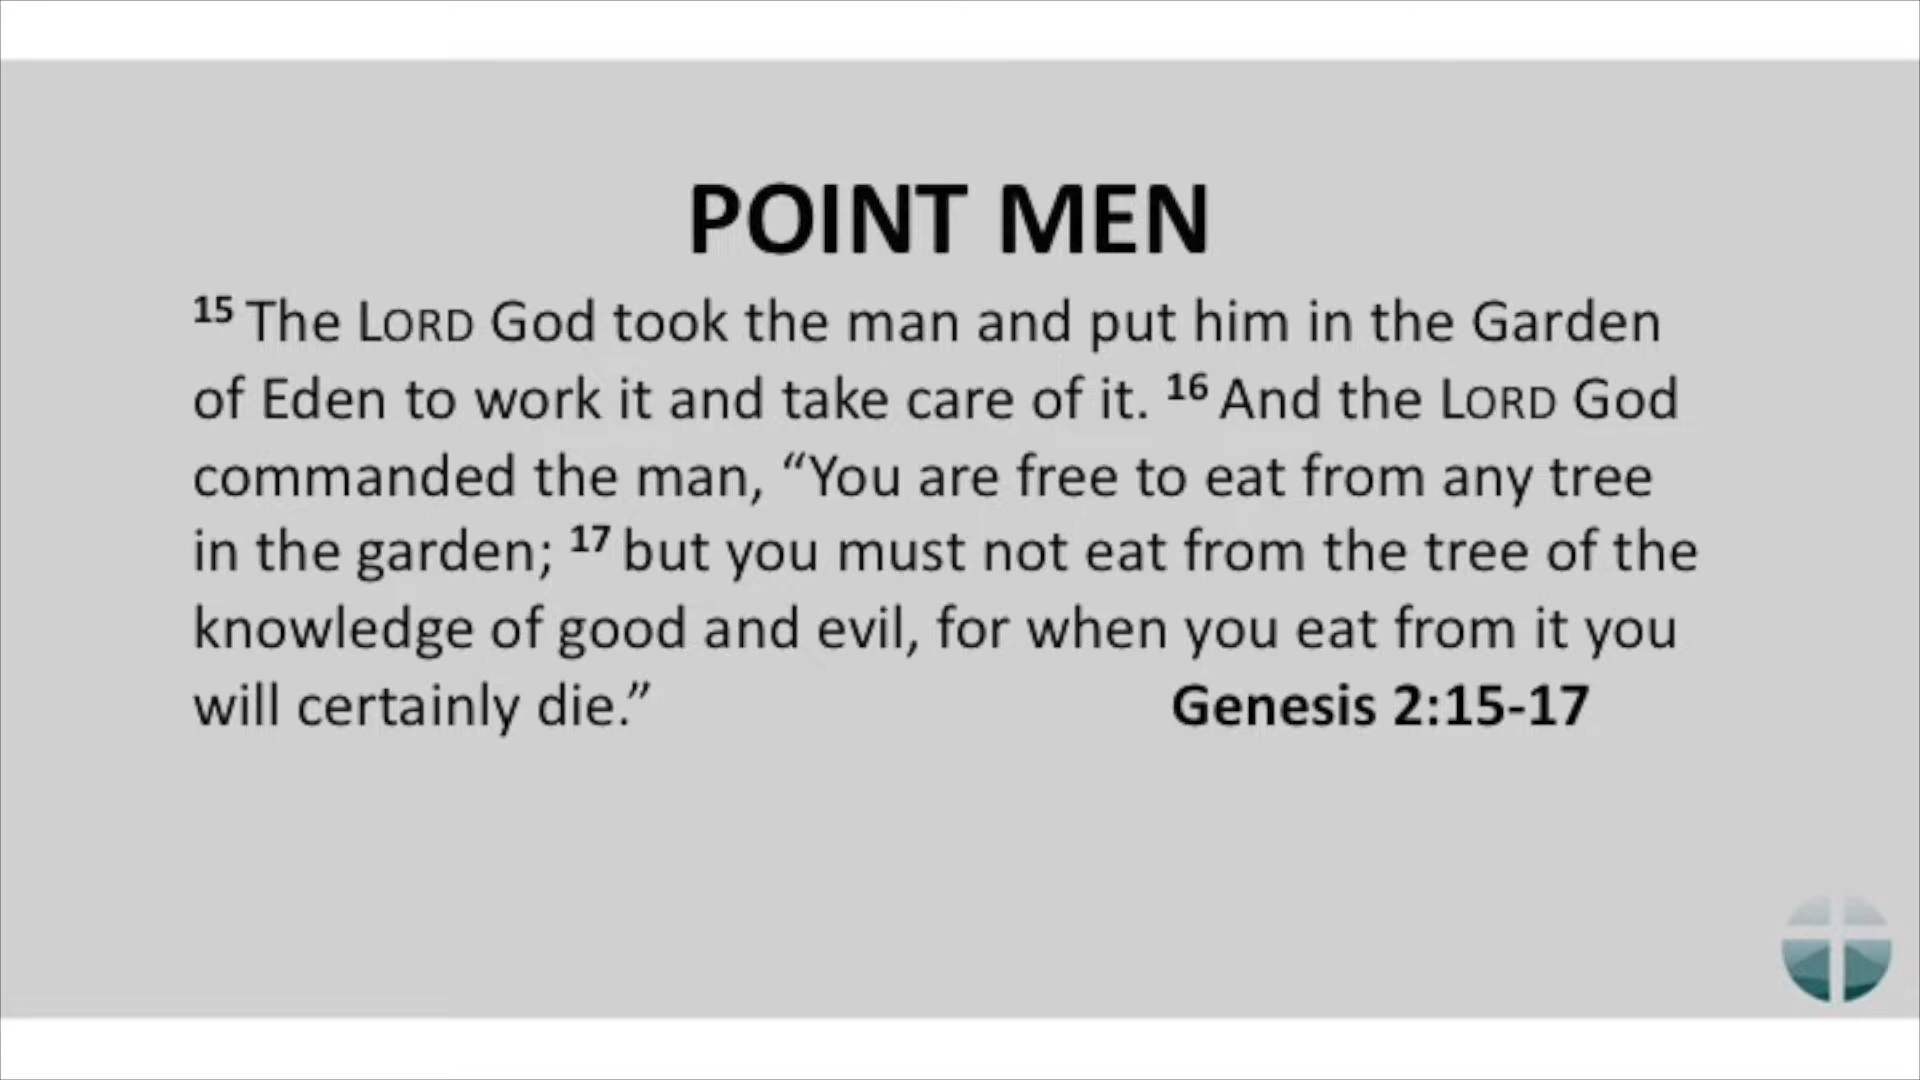 POINT MEN
15 The LORD God took the man and put him in the Garden
of Eden to work it and take care of it. 16 And the LORD God
commanded the man, “You are free to eat from any tree
in the garden; 17 but you must not eat from the tree of the
knowledge of good and evil, for when you eat from it you
will certainly die.” Genesis 2:15-17